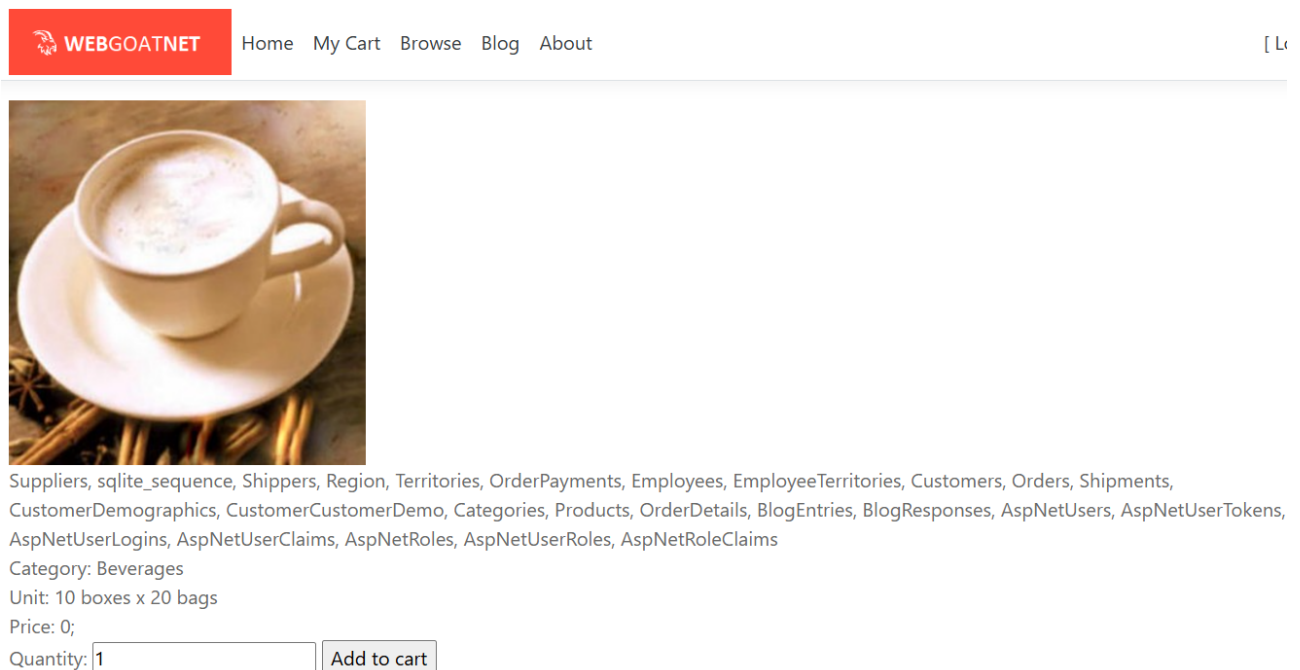 WEBGOATNET Home My Cart Browse Blog About [ Lo
Suppliers, sqlite_sequence, Shippers, Region, Territories, OrderPayments, Employees, EmployeeTerritories, Customers, Orders, Shipments,
CustomerDemographics, CustomerCustomerDemo, Categories, Products, OrderDetails, BlogEntries, BlogResponses, AspNetUsers, AspNetUserTokens,
AspNetUserLogins, AspNetUserClaims, AspNetRoles, AspNetUserRoles, AspNetRoleClaims
Category: Beverages
Unit: 10 boxes x 20 bags
Price: 0;
Quantity: 1 Add to cart